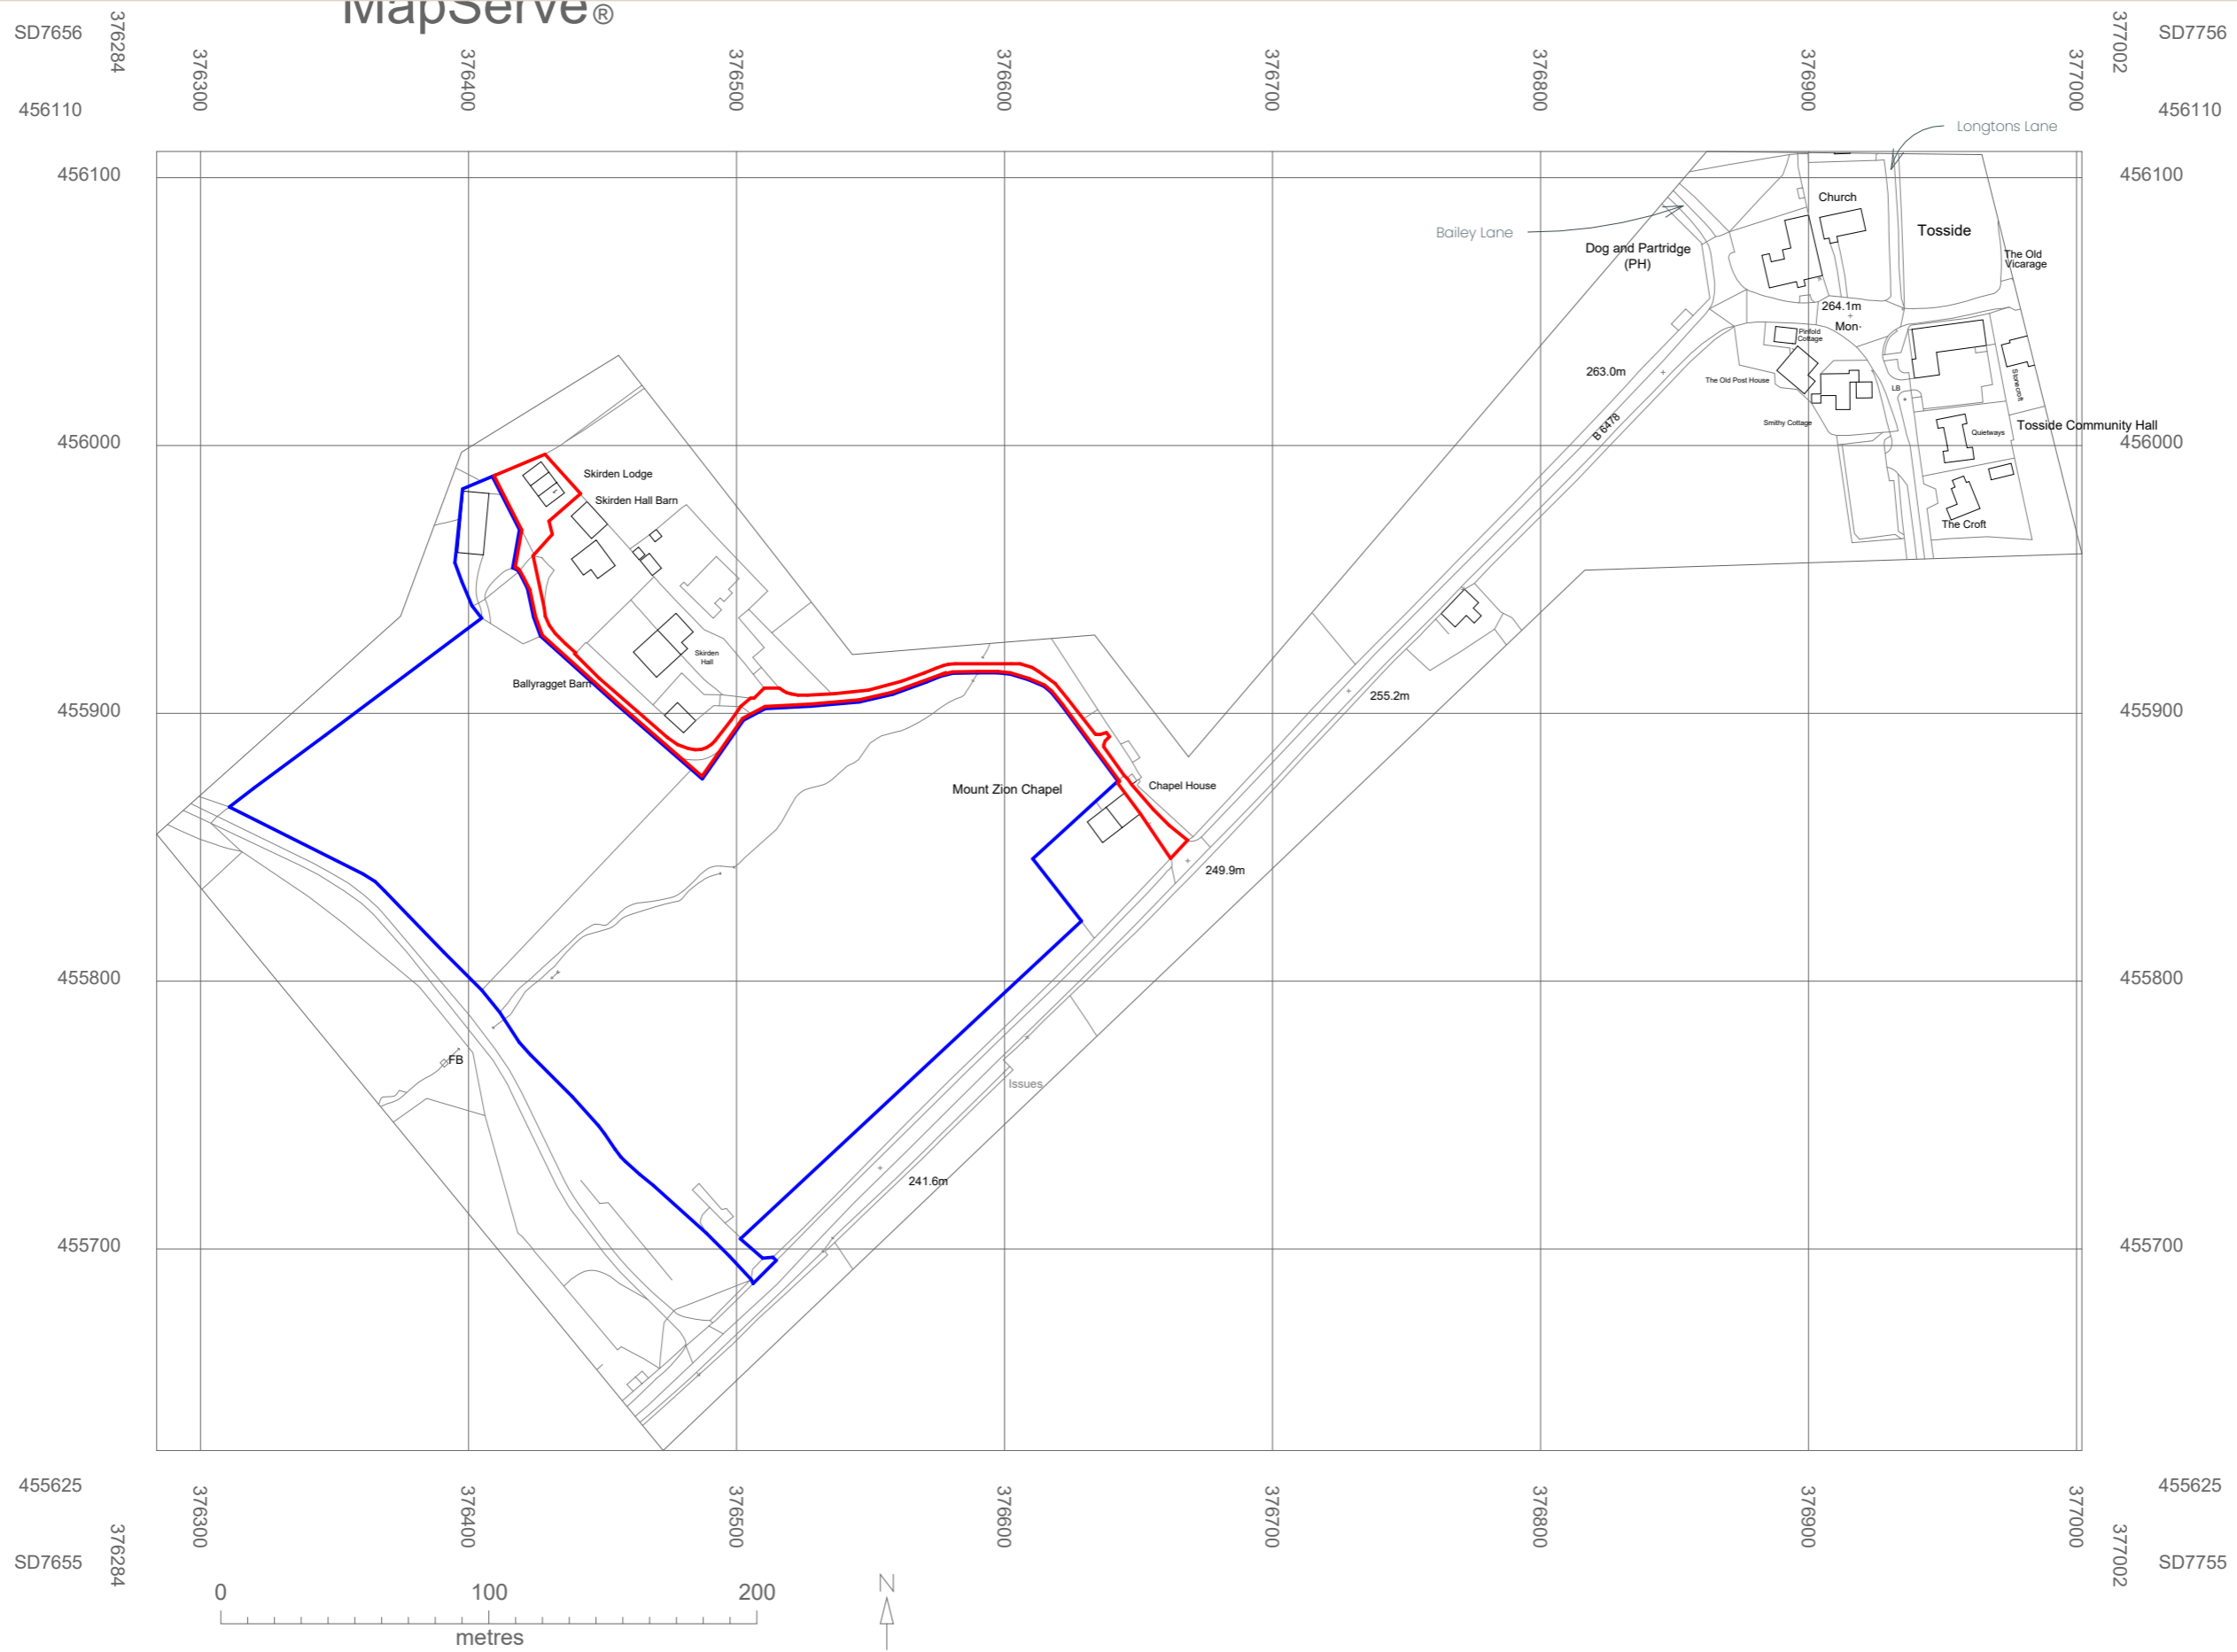 MapServe®
SD7656
376284
SD7756
377002
376300
376400
376500
376600
376700
376800
376900
377000
456110
456110
Longtons Lane
456100
456100
Church
Bailey Lane
Tosside
Dog and Partridge
(PH)
The Old
Vicarage
264.1m
Mon
Pinfold
Cottage
263.0m
The Old Post House
LB
Stonecroft
Smithy Cottage
B 6478
Quietways
Tosside Community Hall
456000
456000
Skirden Lodge
Skirden Hall Barn
The Croft
Skirden
Hall
Ballyragget Barn
255.2m
455900
455900
Mount Zion Chapel
Chapel House
249.9m
455800
455800
FB
Issues
241.6m
455700
455700
455625
455625
376300
376400
376500
376600
376700
376800
376900
377000
376284
377002
SD7655
SD7755
0 100 200
metres
N